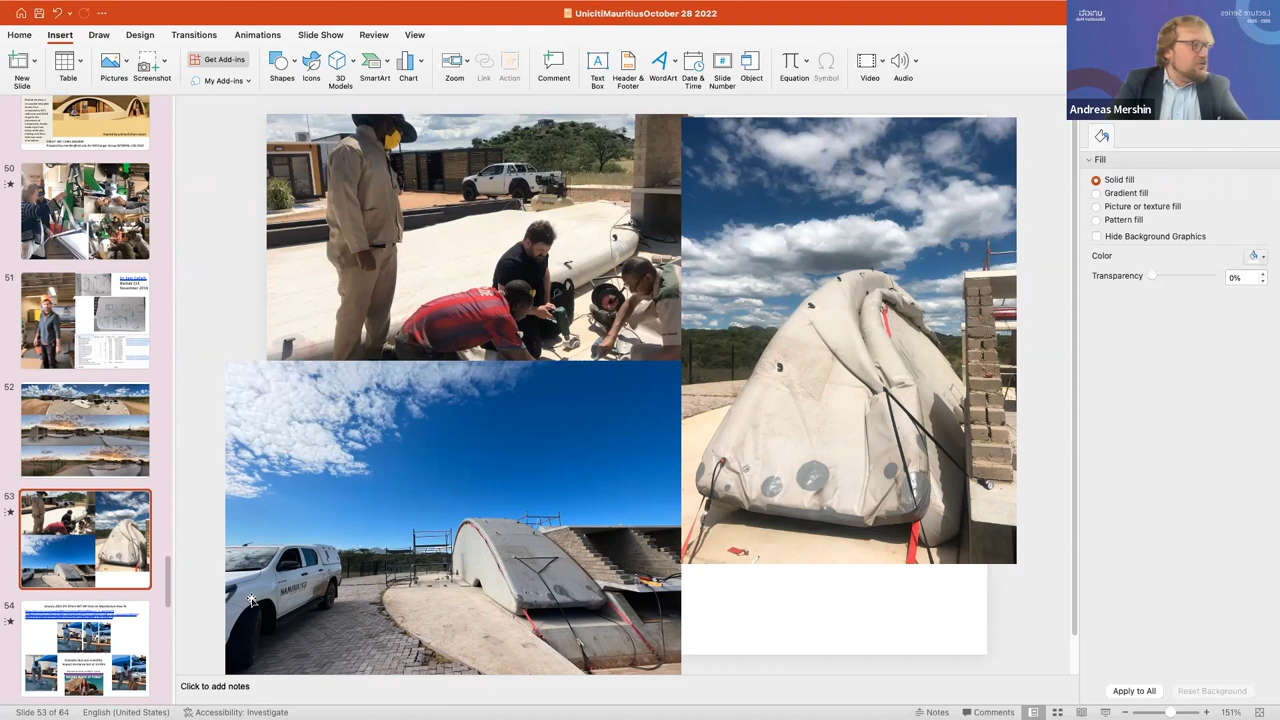 UnicitiMauritiusOctober 28 2022
Home Insert Draw Design Transitions Animations Slide Show Review View
New Slide
Table
Pictures
Screenshot
Get Add-ins
My Add-ins
Shapes
Icons
3D Models
SmartArt
Chart
Zoom
Link
Action
Comment
Text Box
Header & Footer
WordArt
Date & Time
Slide Number
Object
Equation
Symbol
Video
Audio
Lecture Series
uniciti
Andreas Mershin
Fill
Solid fill
Gradient fill
Picture or texture fill
Pattern fill
Hide Background Graphics
Color
Transparency
0%
50
51
52
53
54
Click to add notes
Apply to All
Reset Background
Slide 53 of 64
English (United States)
Accessibility: Investigate
Notes
Comments
151%